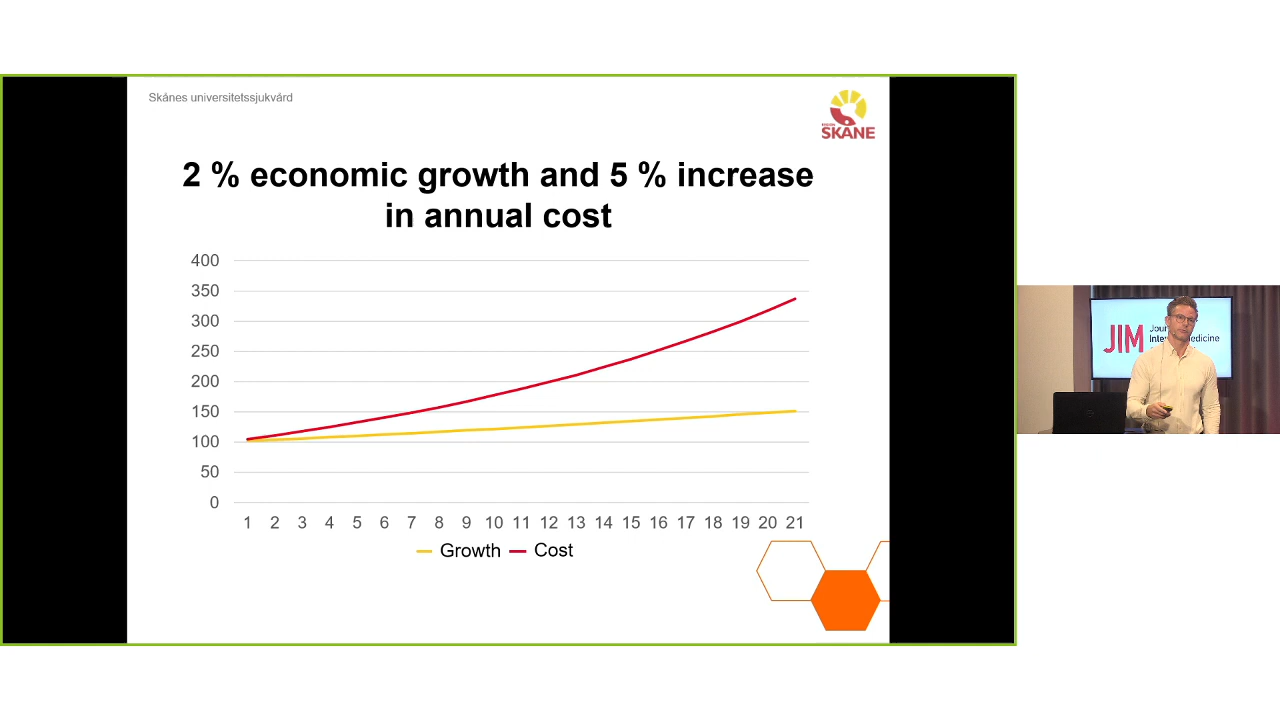 Skånes universitetssjukvård
SKÅNE
2 % economic growth and 5 % increase
in annual cost
400
350
300
250
200
150
100
50
0
1 2 3 4 5 6 7 8 9 10 11 12 13 14 15 16 17 18 19 20 21
Growth Cost
JIM